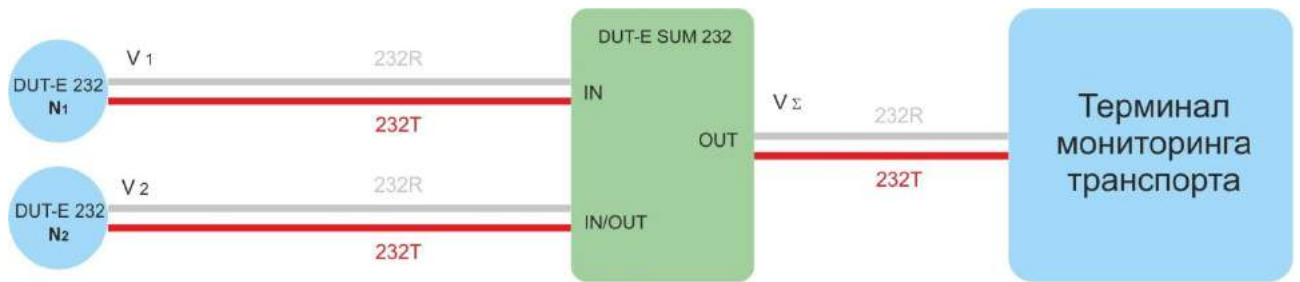 DUT-E 232
N1
V 1
232R
232T
DUT-E 232
N2
V 2
232R
232T
DUT-E SUM 232
IN
IN/OUT
OUT
V Σ
232R
232T
Терминал
мониторинга
транспорта